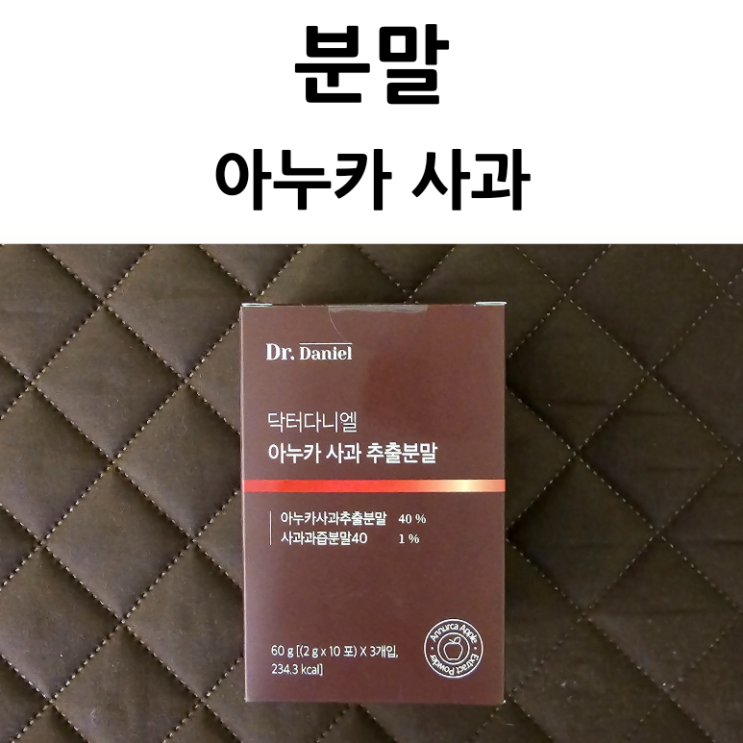 분말
아누카 사과
Dr. Daniel
닥터다니엘
아누카 사과 추출분말
아누카사과추출분말 40 %
사과과즙분말40 1 %
60 g [(2 g x 10 포) X 3개입,
234.3 kcal]
Annurca Apple
Extract Powder